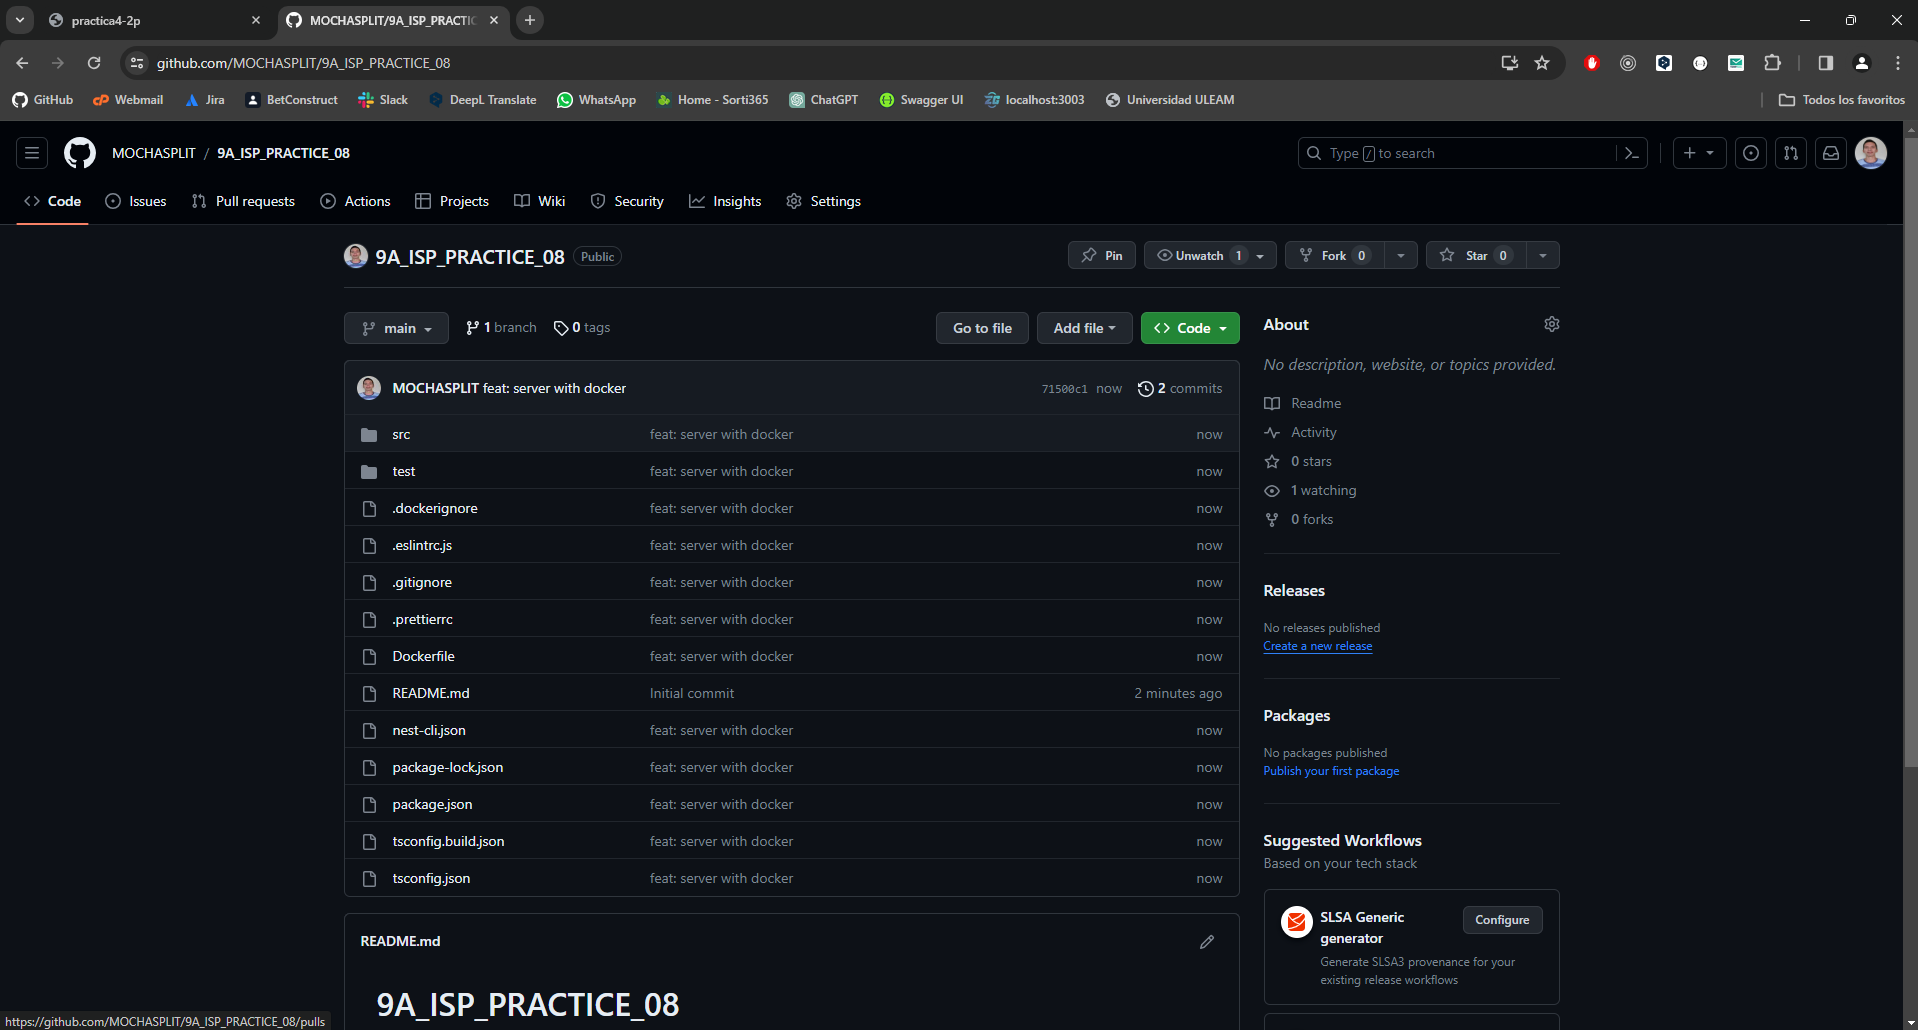 practica4-2p
MOCHASPLIT/9A_ISP_PRACTIC
github.com/MOCHASPLIT/9A_ISP_PRACTICE_08
GitHub Webmail Jira BetConstruct Slack DeepL Translate WhatsApp Home - Sorti365 ChatGPT Swagger UI localhost:3003 Universidad ULEAM Todos los favoritos
MOCHASPLIT / 9A_ISP_PRACTICE_08 Type / to search
Code Issues Pull requests Actions Projects Wiki Security Insights Settings
9A_ISP_PRACTICE_08 Public Pin Unwatch 1 Fork 0 Star 0
main 1 branch 0 tags Go to file Add file Code
MOCHASPLIT feat: server with docker 71500c1 now 2 commits
src feat: server with docker now
test feat: server with docker now
.dockerignore feat: server with docker now
.eslintrc.js feat: server with docker now
.gitignore feat: server with docker now
.prettierrc feat: server with docker now
Dockerfile feat: server with docker now
README.md Initial commit 2 minutes ago
nest-cli.json feat: server with docker now
package-lock.json feat: server with docker now
package.json feat: server with docker now
tsconfig.build.json feat: server with docker now
tsconfig.json feat: server with docker now
README.md
9A_ISP_PRACTICE_08
About
No description, website, or topics provided.
Readme
Activity
0 stars
1 watching
0 forks
Releases
No releases published
Create a new release
Packages
No packages published
Publish your first package
Suggested Workflows
Based on your tech stack
SLSA Generic
generator
Configure
Generate SLSA3 provenance for your
existing release workflows
https://github.com/MOCHASPLIT/9A_ISP_PRACTICE_08/pulls